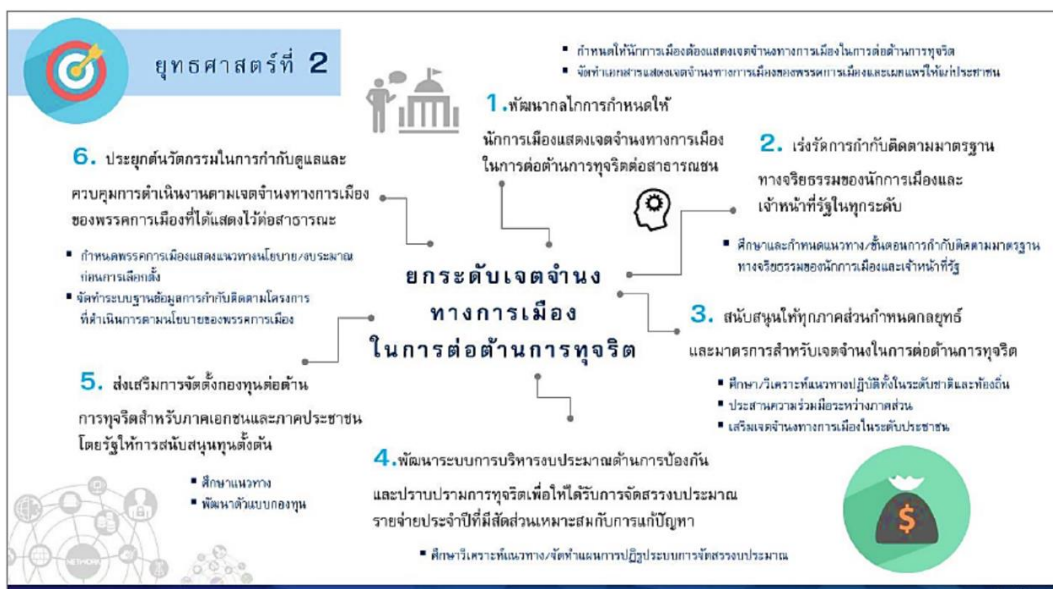 ยุทธศาสตร์ที่ 2
▪ กำหนดให้นักการเมืองต้องแสดงเจตจำนงทางการเมืองในการต่อต้านการทุจริต
▪ จัดทำเอกสารแสดงเจตจำนงทางการเมืองของพรรคการเมืองและเผยแพร่ให้แก่ประชาชน
1.พัฒนากลไกการกำหนดให้
นักการเมืองแสดงเจตจำนงทางการเมือง
ในการต่อต้านการทุจริตต่อสาธารณชน
2. เร่งรัดการกำกับติดตามมาตรฐาน
ทางจริยธรรมของนักการเมืองและ
เจ้าหน้าที่รัฐในทุกระดับ
▪ ศึกษาและกำหนดแนวทาง/ขั้นตอนการกำกับติดตามมาตรฐาน
ทางจริยธรรมของนักการเมืองและเจ้าหน้าที่รัฐ
ยกระดับเจตจำนง
ทางการเมือง
ในการต่อต้านการทุจริต
3. สนับสนุนให้ทุกภาคส่วนกำหนดกลยุทธ์
และมาตรการสำหรับเจตจำนงในการต่อต้านการทุจริต
▪ ศึกษา/วิเคราะห์แนวทางปฏิบัติทั้งในระดับชาติและท้องถิ่น
▪ ประสานความร่วมมือระหว่างภาคส่วน
▪ เสริมเจตจำนงทางการเมืองในระดับประชาชน
4.พัฒนาระบบการบริหารงบประมาณด้านการป้องกัน
และปราบปรามการทุจริตเพื่อให้ได้รับการจัดสรรงบประมาณ
รายจ่ายประจำปีที่มีสัดส่วนเหมาะสมกับการแก้ปัญหา
▪ ศึกษาวิเคราะห์แนวทาง/จัดทำแผนการปฏิรูประบบการจัดสรรงบประมาณ
5. ส่งเสริมการจัดตั้งกองทุนต่อต้าน
การทุจริตสำหรับภาคเอกชนและภาคประชาชน
โดยรัฐให้การสนับสนุนทุนตั้งต้น
▪ ศึกษาแนวทาง
▪ พัฒนาตัวแบบกองทุน
6. ประยุกต์นวัตกรรมในการกำกับดูแลและ
ควบคุมการดำเนินงานตามเจตจำนงทางการเมือง
ของพรรคการเมืองที่ได้แสดงไว้ต่อสาธารณะ
▪ กำหนดพรรคการเมืองแสดงแนวทางนโยบาย/งบประมาณ
ก่อนการเลือกตั้ง
▪ จัดทำระบบฐานข้อมูลการกำกับติดตามโครงการ
ที่ดำเนินการตามนโยบายของพรรคการเมือง
NETWORK
$